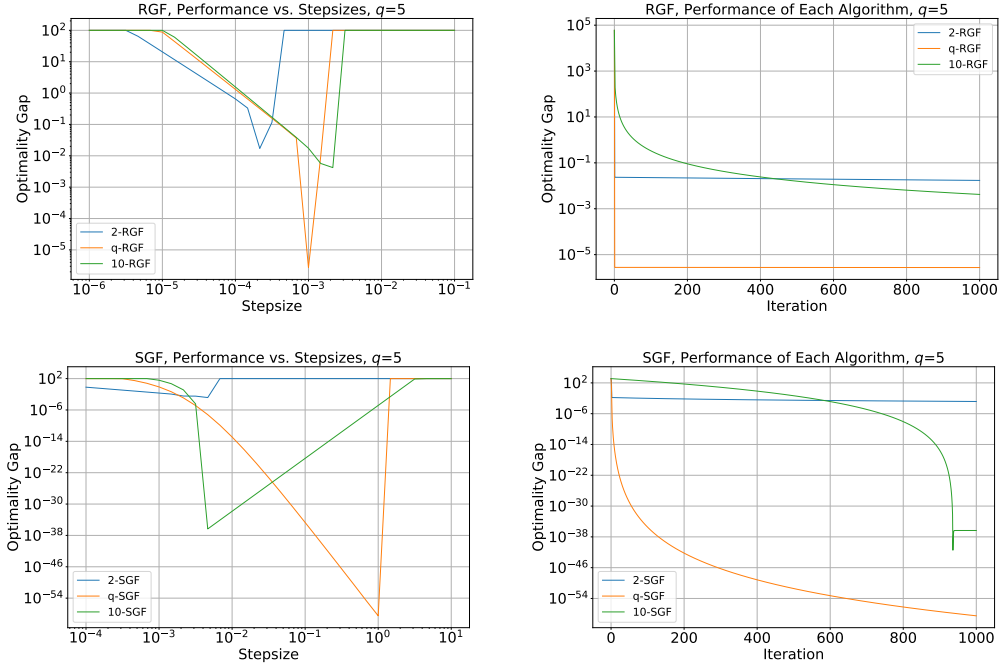 RGF, Performance vs. Stepsizes, q=5
10^2
10^1
10^0
10^-1
10^-2
10^-3
10^-4
10^-5
Optimality Gap
2-RGF
q-RGF
10-RGF
10^-6 10^-5 10^-4 10^-3 10^-2 10^-1
Stepsize
RGF, Performance of Each Algorithm, q=5
10^5
10^3
10^1
10^-1
10^-3
10^-5
Optimality Gap
2-RGF
q-RGF
10-RGF
0 200 400 600 800 1000
Iteration
SGF, Performance vs. Stepsizes, q=5
10^2
10^-6
10^-14
10^-22
10^-30
10^-38
10^-46
10^-54
Optimality Gap
2-SGF
q-SGF
10-SGF
10^-4 10^-3 10^-2 10^-1 10^0 10^1
Stepsize
SGF, Performance of Each Algorithm, q=5
10^2
10^-6
10^-14
10^-22
10^-30
10^-38
10^-46
10^-54
Optimality Gap
2-SGF
q-SGF
10-SGF
0 200 400 600 800 1000
Iteration